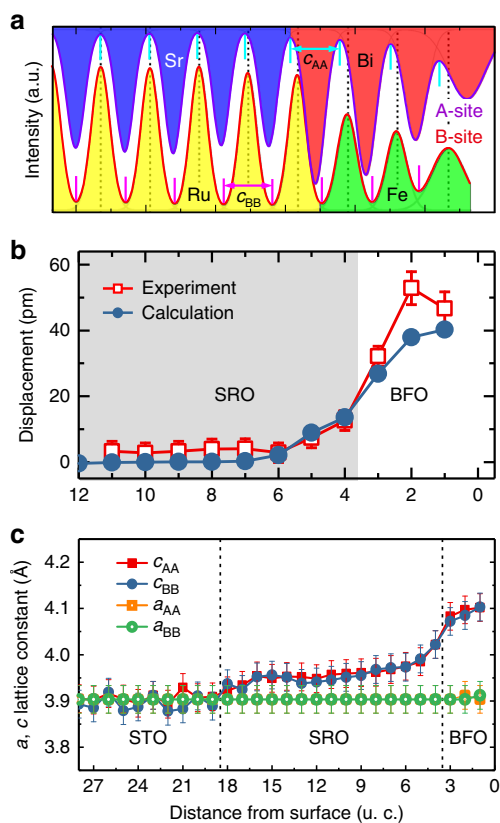 a
Intensity (a.u.)
Sr
c_AA
Bi
A-site
B-site
Ru
c_BB
Fe
b
Displacement (pm)
60
40
20
0
Experiment
Calculation
SRO
BFO
12 10 8 6 4 2 0
c
a, c lattice constant (Å)
4.2
4.1
4.0
3.9
3.8
c_AA
c_BB
a_AA
a_BB
STO
SRO
BFO
27 24 21 18 15 12 9 6 3 0
Distance from surface (u. c.)